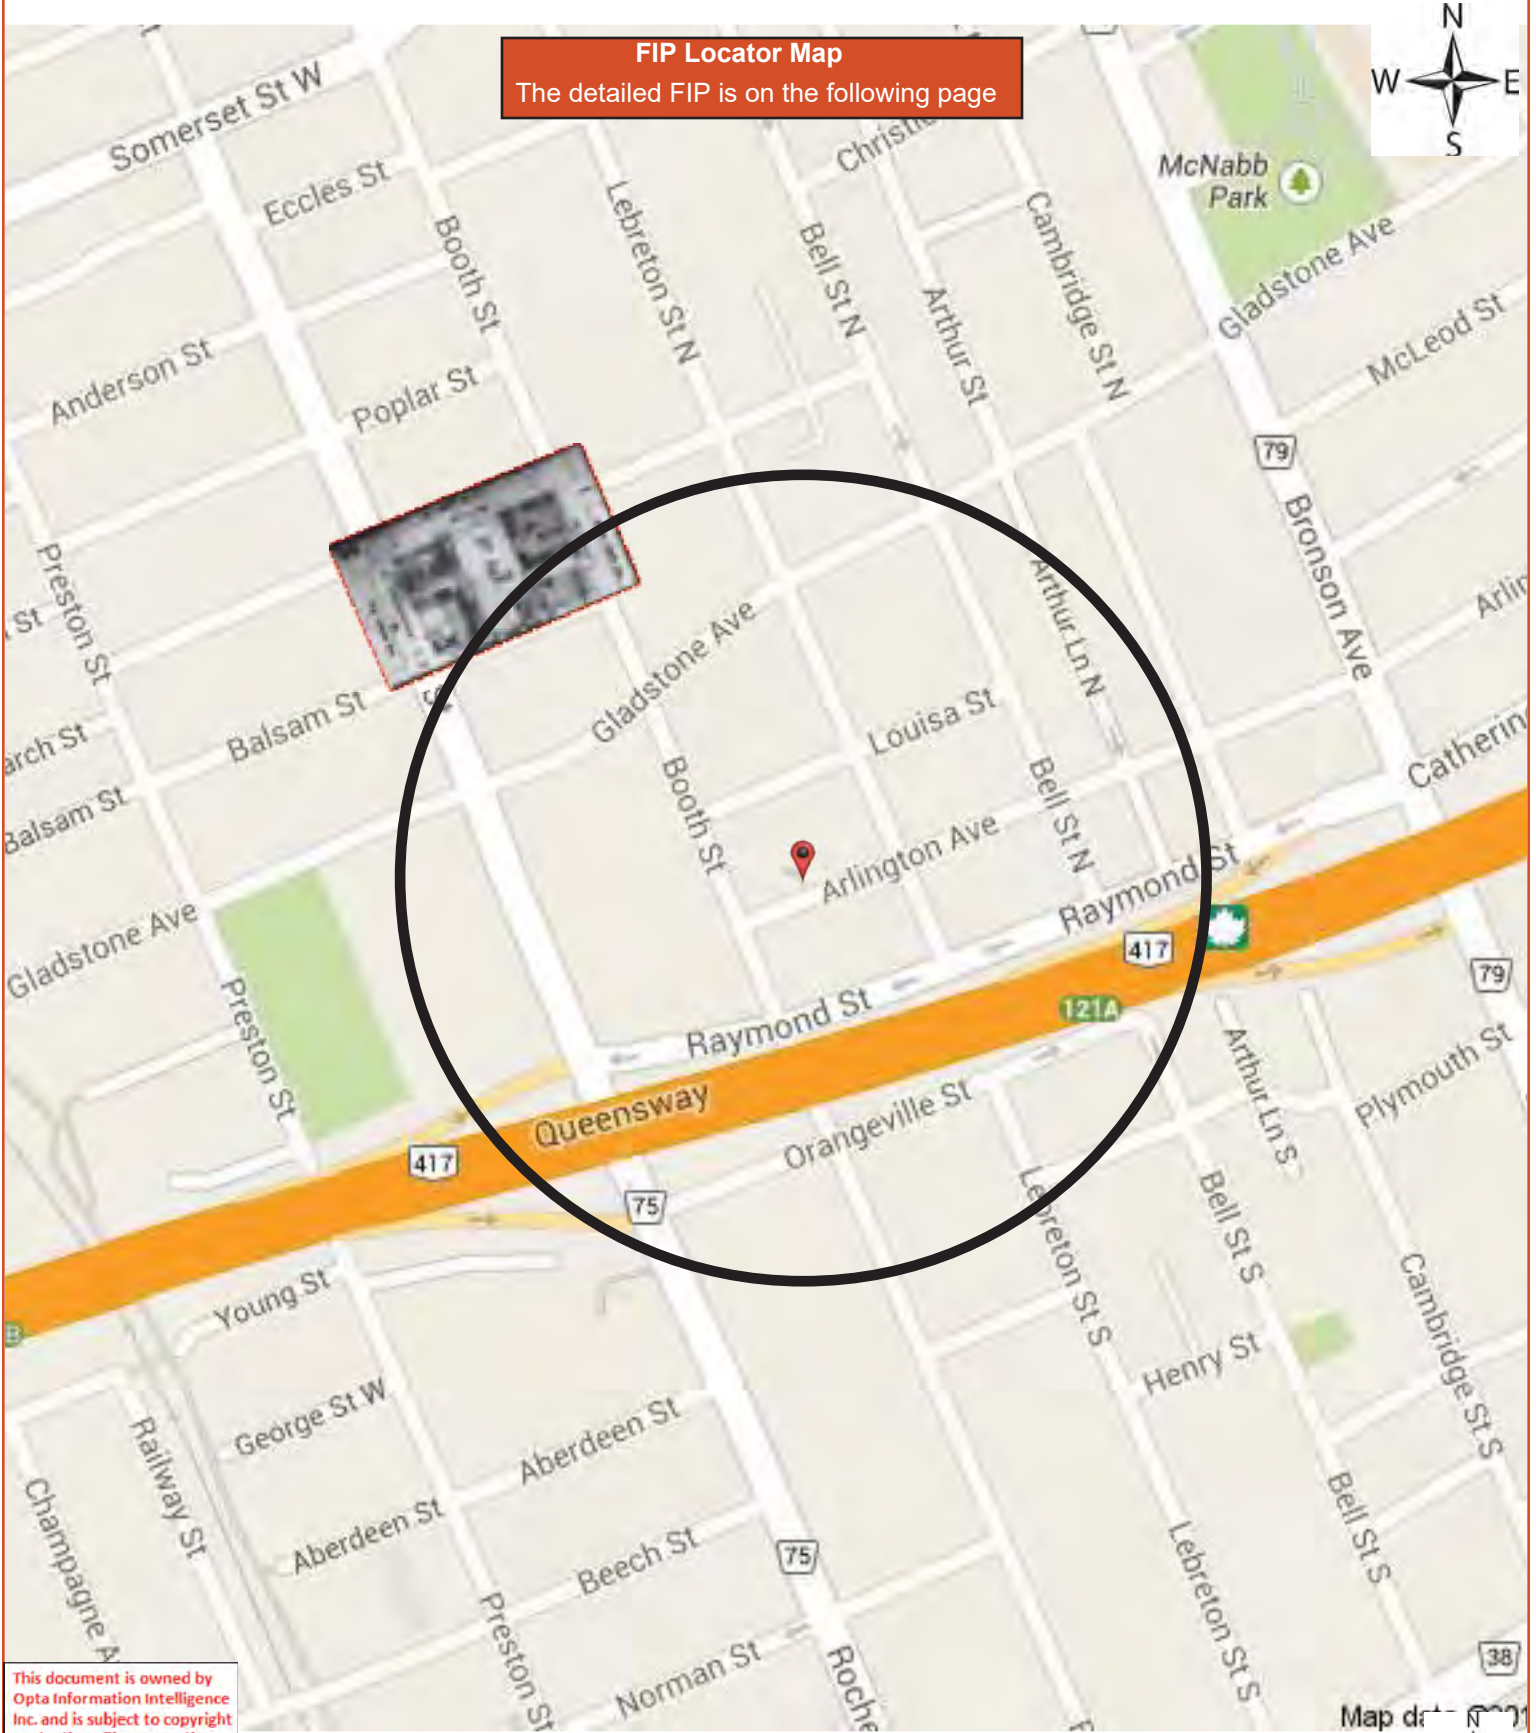 N
FIP Locator Map
The detailed FIP is on the following page
W E
S
Somerset St W
Christie
McNabb
Park
Eccles St
Booth St
Lebreton St N
Bell St N
Cambridge St N
Gladstone Ave
Arthur St
McLeod St
Anderson St
Poplar St
79
Bronson Ave
Preston St
St
Arthur Ln N
Gladstone Ave
Balsam St
Louisa St
Balsam St
Booth St
Bell St N
Arlington Ave
Raymond St
417
Gladstone Ave
79
Raymond St
121A
Preston St
Arthur Ln S
Plymouth St
Queensway
Orangeville St
417
75
Lebreton St S
Bell St S
Young St
Cambridge St S
Henry St
George St W
Aberdeen St
Railway St
Champagne A
Aberdeen St
Beech St
75
Bell St S
Lebreton St S
Preston St
Norman St
Roche
38
This document is owned by
Opta Information Intelligence
Inc. and is subject to copyright
Map data
N